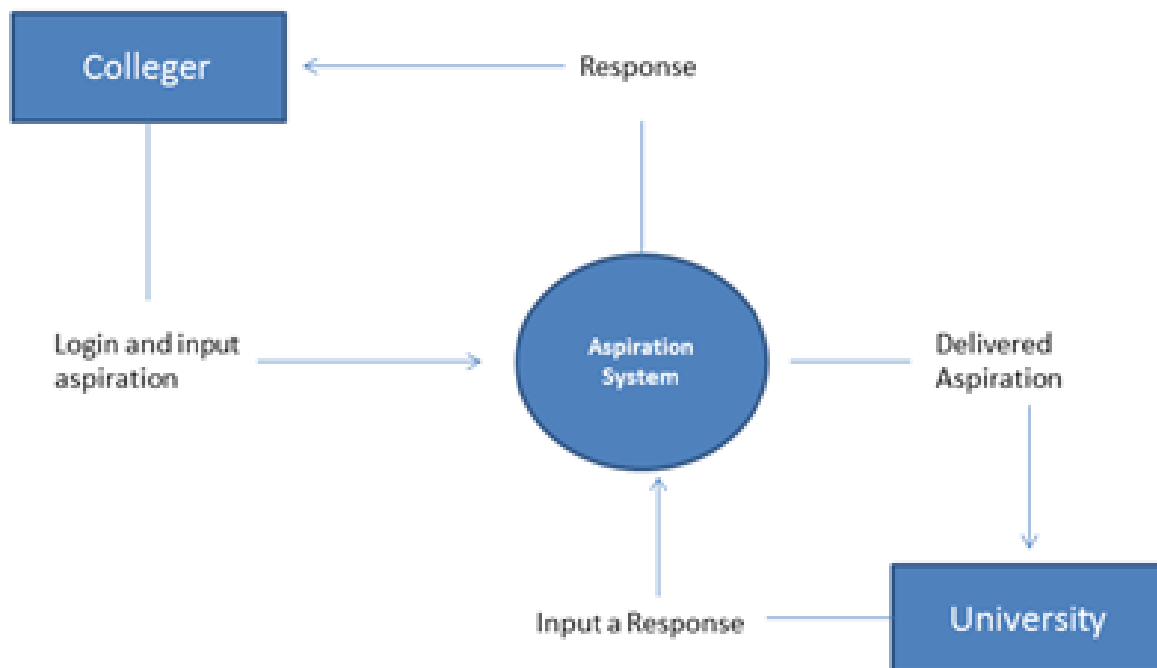 Colleger
Response
Login and input
aspiration
Aspiration
System
Delivered
Aspiration
Input a Response
University